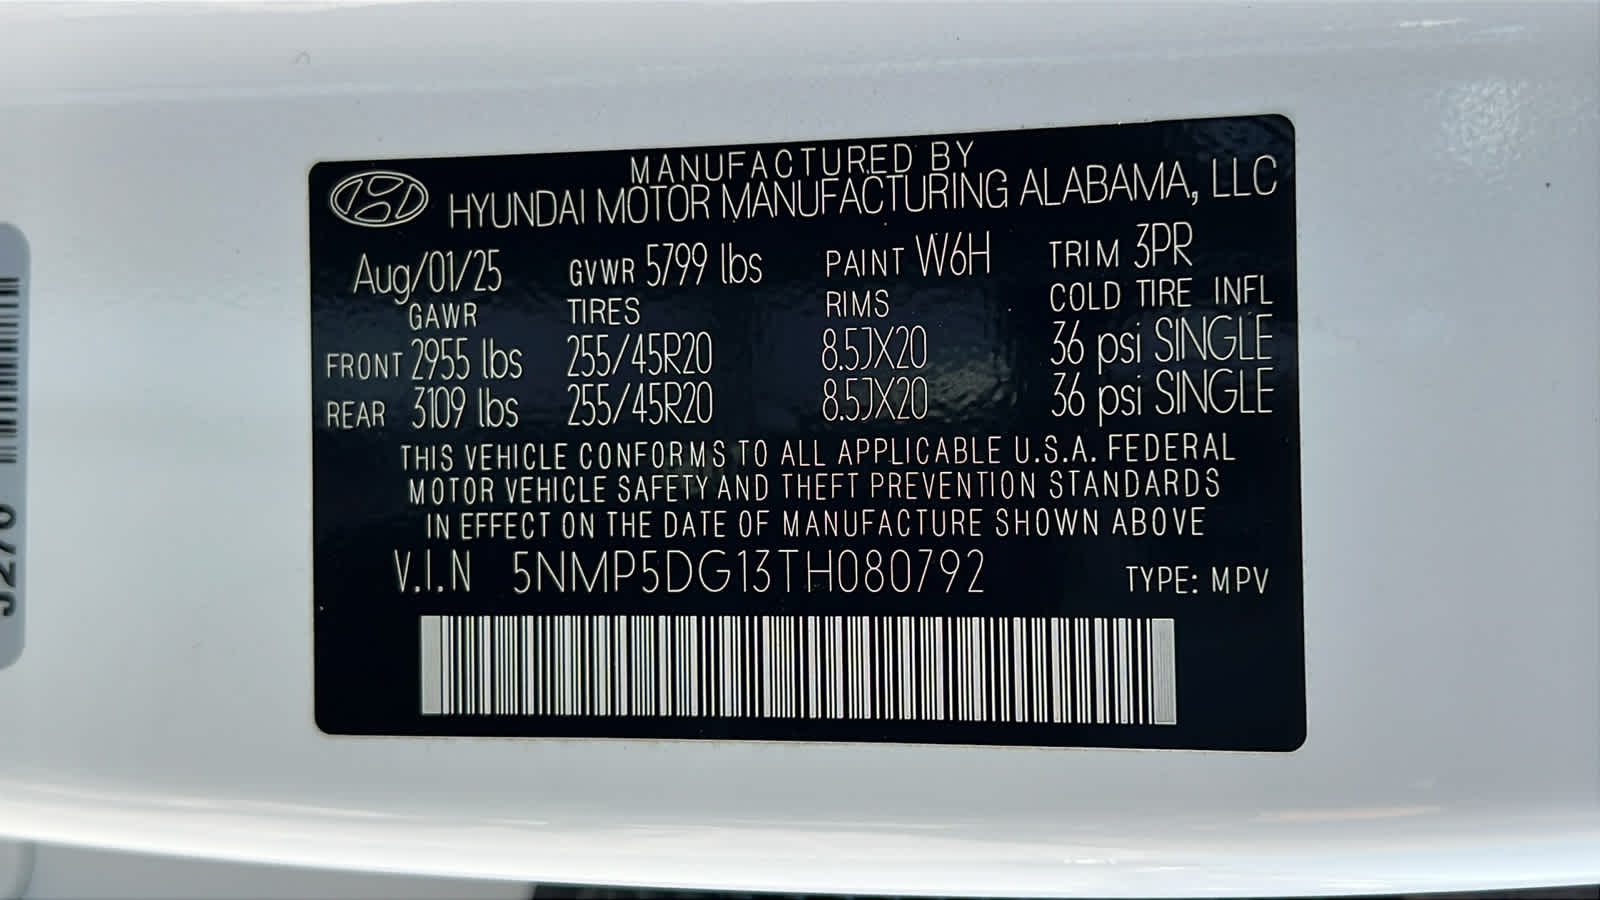 MANUFACTURED BY
HYUNDAI MOTOR MANUFACTURING ALABAMA, LLC
Aug/01/25 GVWR 5799 lbs PAINT W6H TRIM 3PR
GAWR TIRES RIMS COLD TIRE INFL
FRONT 2955 lbs 255/45R20 8.5JX20 36 psi SINGLE
REAR 3109 lbs 255/45R20 8.5JX20 36 psi SINGLE
THIS VEHICLE CONFORMS TO ALL APPLICABLE U.S.A. FEDERAL
MOTOR VEHICLE SAFETY AND THEFT PREVENTION STANDARDS
IN EFFECT ON THE DATE OF MANUFACTURE SHOWN ABOVE
V.I.N 5NMP5DG13TH080792 TYPE: MPV